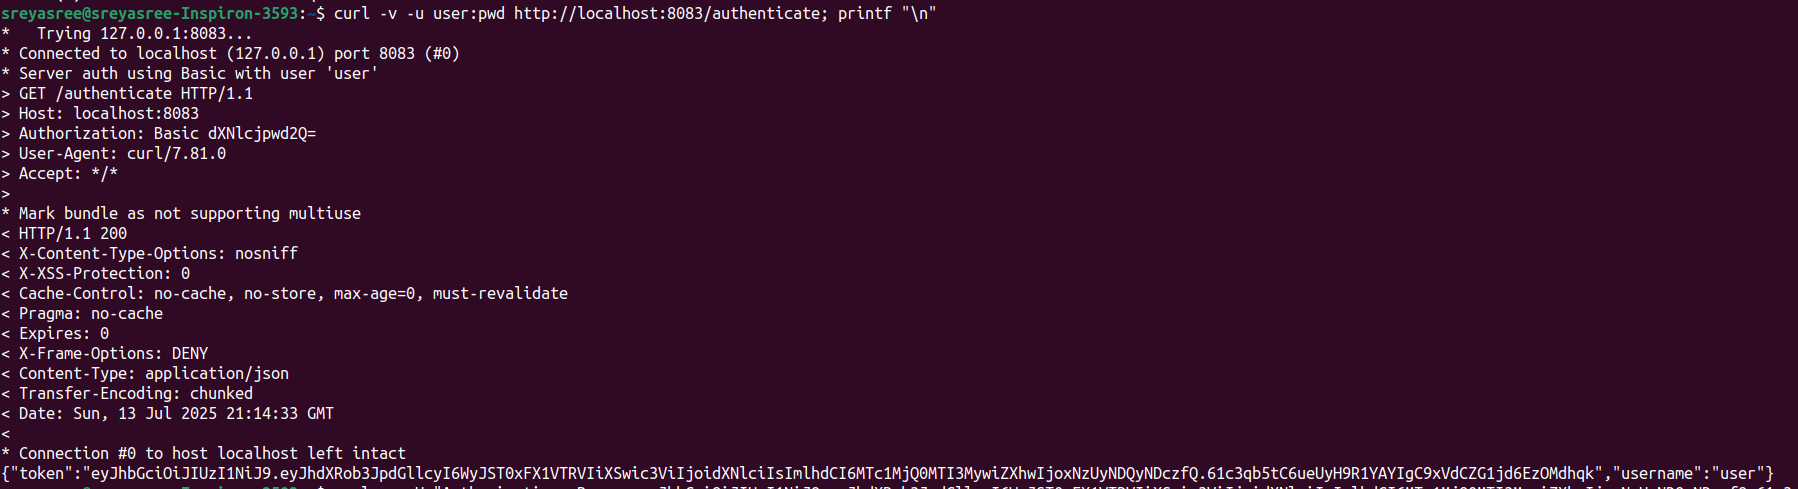 sreyasree@sreyasree-Inspiron-3593:~$ curl -v -u user:pwd http://localhost:8083/authenticate; printf "\n"
*   Trying 127.0.0.1:8083...
* Connected to localhost (127.0.0.1) port 8083 (#0)
* Server auth using Basic with user 'user'
> GET /authenticate HTTP/1.1
> Host: localhost:8083
> Authorization: Basic dXNlcjpwd2Q=
> User-Agent: curl/7.81.0
> Accept: */*
>
* Mark bundle as not supporting multiuse
< HTTP/1.1 200
< X-Content-Type-Options: nosniff
< X-XSS-Protection: 0
< Cache-Control: no-cache, no-store, max-age=0, must-revalidate
< Pragma: no-cache
< Expires: 0
< X-Frame-Options: DENY
< Content-Type: application/json
< Transfer-Encoding: chunked
< Date: Sun, 13 Jul 2025 21:14:33 GMT
<
* Connection #0 to host localhost left intact
{"token":"eyJhbGciOiJIUzI1NiJ9.eyJhdXRob3JpdGllcyI6WyJST0xFX1VTRVIiXSwic3ViIjoidXNlciIsImlhdCI6MTc1MjQ0MTI3MywiZXhwIjoxNzUyNDQyNDczfQ.61c3qb5tC6ueUyH9R1YAYIgC9xVdCZG1jd6EzOMdhqk","username":"user"}